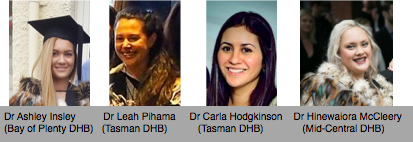 Dr Ashley Insley
(Bay of Plenty DHB)
Dr Leah Pihama
(Tasman DHB)
Dr Carla Hodgkinson
(Tasman DHB)
Dr Hinewaiora McCleery
(Mid-Central DHB)